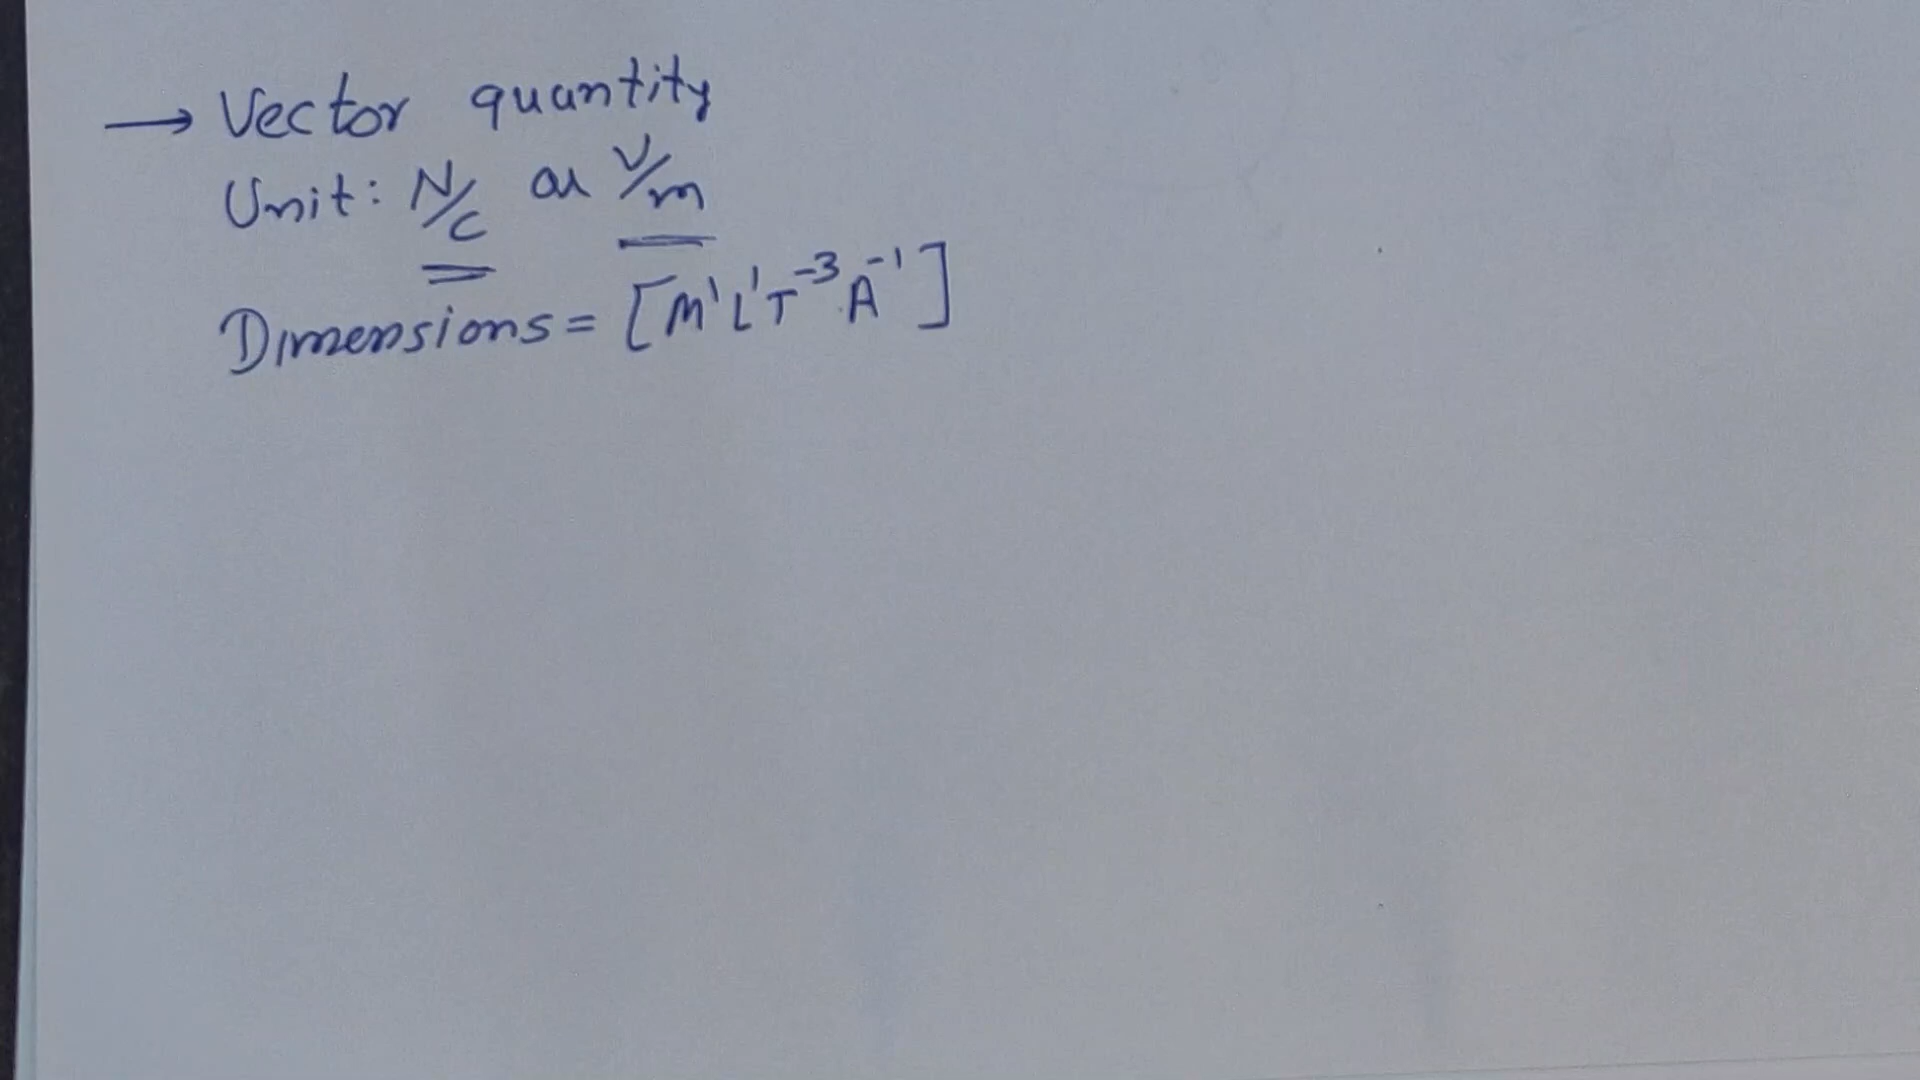 → Vector quantity
Unit: N/C or V/m
Dimensions = [M¹L¹T⁻³A⁻¹]